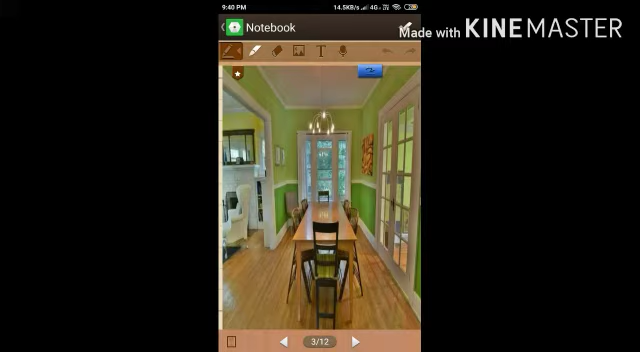 9:40 PM
14.5KB/s 4G+
Notebook
Made with KINEMASTER
T
3/12